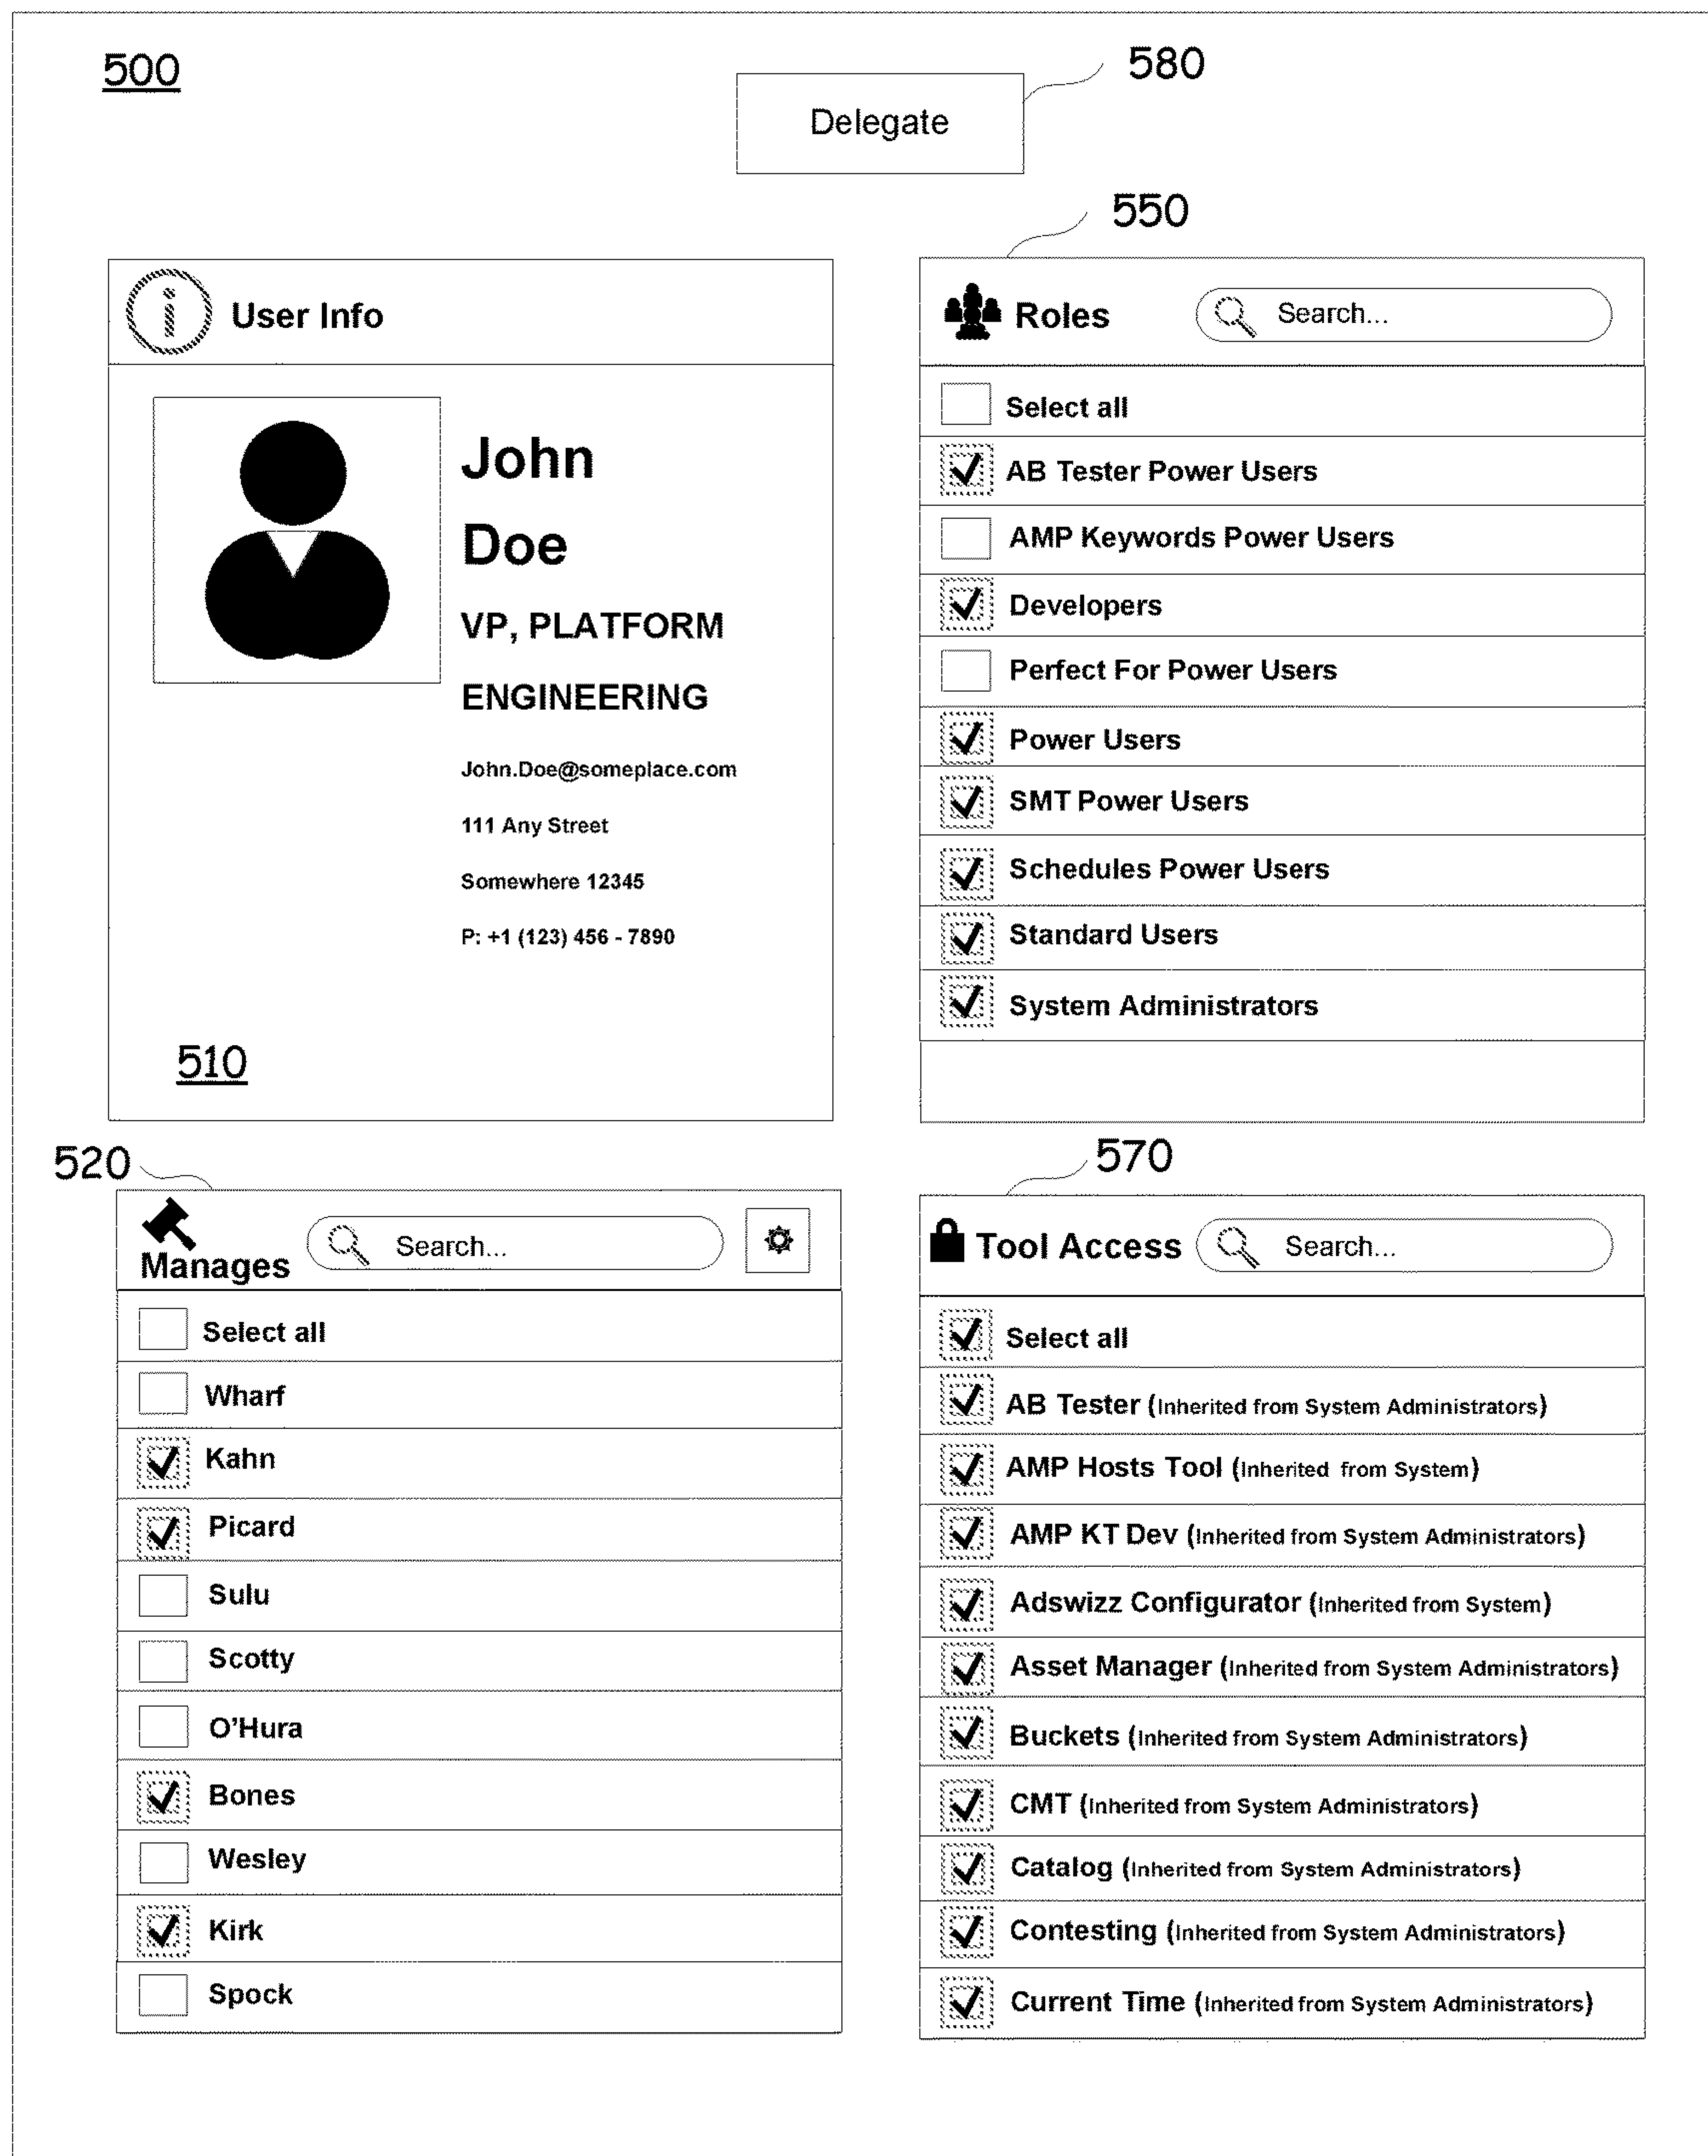 500
580
Delegate
550
User Info
John
Doe
VP, PLATFORM
ENGINEERING
John.Doe@someplace.com
111 Any Street
Somewhere 12345
P: +1 (123) 456 - 7890
510
Roles
Search...
Select all
AB Tester Power Users
AMP Keywords Power Users
Developers
Perfect For Power Users
Power Users
SMT Power Users
Schedules Power Users
Standard Users
System Administrators
520
Manages
Search...
Select all
Wharf
Kahn
Picard
Sulu
Scotty
O'Hura
Bones
Wesley
Kirk
Spock
570
Tool Access
Search...
Select all
AB Tester (Inherited from System Administrators)
AMP Hosts Tool (Inherited from System)
AMP KT Dev (Inherited from System Administrators)
Adswizz Configurator (Inherited from System)
Asset Manager (Inherited from System Administrators)
Buckets (Inherited from System Administrators)
CMT (Inherited from System Administrators)
Catalog (Inherited from System Administrators)
Contesting (Inherited from System Administrators)
Current Time (Inherited from System Administrators)